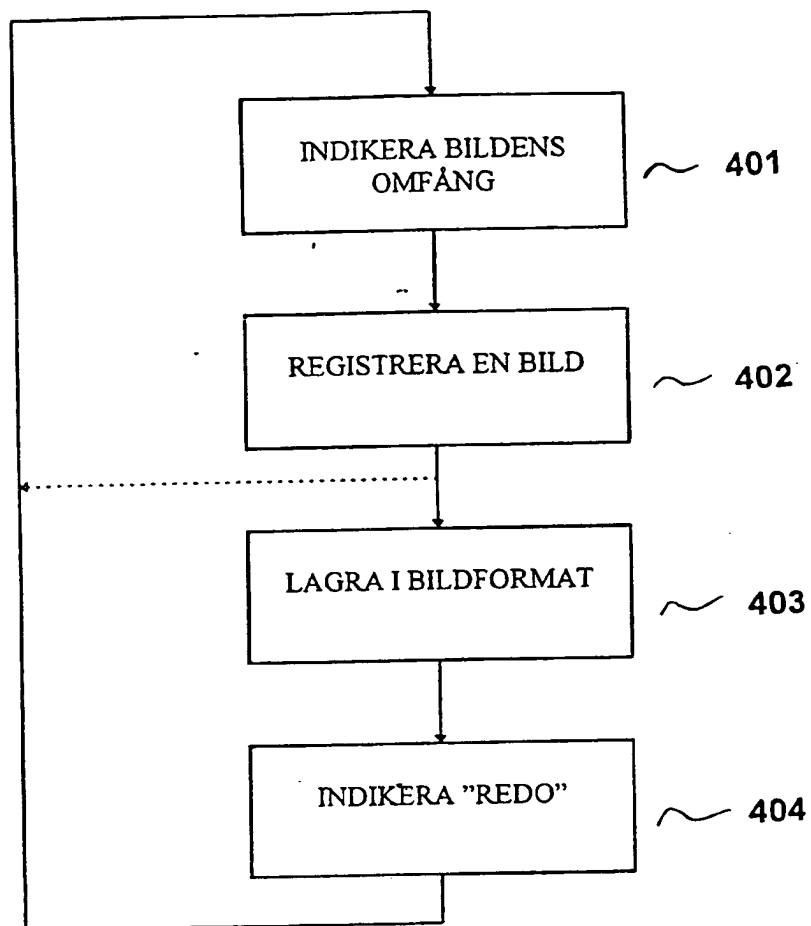 INDIKERA BILDENS
OMFÅNG
401
REGISTRERA EN BILD
402
LAGRA I BILDFORMAT
403
INDIKERA ”REDO”
404